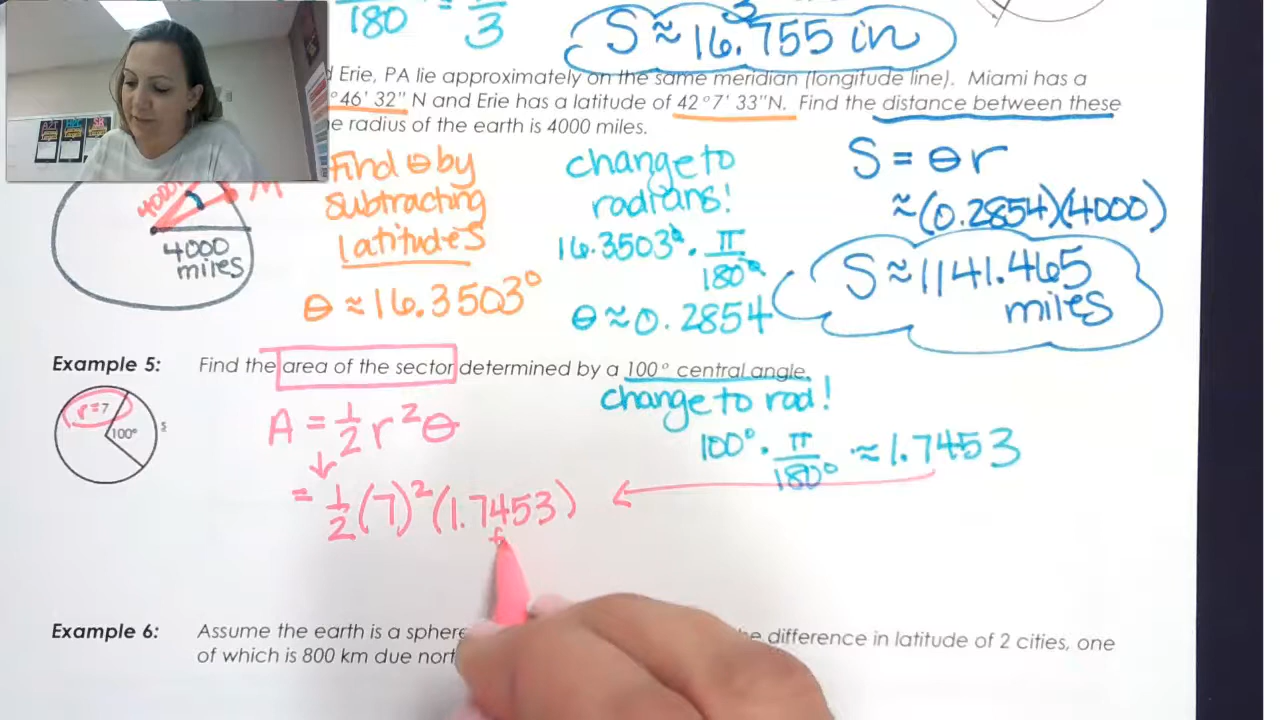 180 = 3
S ≈ 16.755 in
d Erie, PA lie approximately on the same meridian (longitude line). Miami has a
°46' 32" N and Erie has a latitude of 42°7' 33"N. Find the distance between these
e radius of the earth is 4000 miles.
4000
M
4000
miles
Find θ by
subtracting
latitudes
θ ≈ 16.3503°
change to
radians!
16.3503° · π/180°
θ ≈ 0.2854
S = θr
≈ (0.2854)(4000)
S ≈ 1141.465
miles
Example 5: Find the area of the sector determined by a 100° central angle.
r = 7
100°
s
A = 1/2 r²θ
= 1/2 (7)² (1.7453)
change to rad!
100° · π/180° ≈ 1.7453
Example 6: Assume the earth is a sphere the difference in latitude of 2 cities, one
of which is 800 km due nort